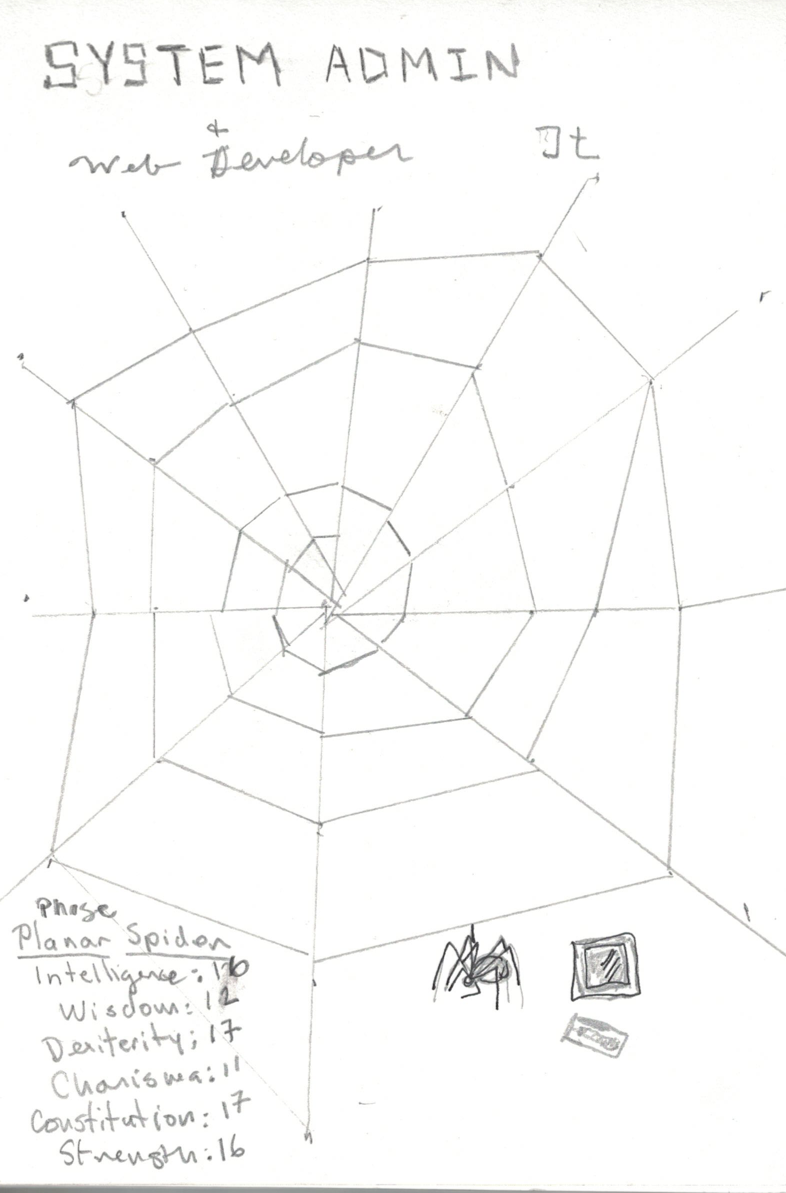 SYSTEM ADMIN
&
Web Developer
It
Phase
Planar Spider
Intelligence: 16
Wisdom: 12
Dexiterity: 17
Charisma: 11
Constitution: 17
Strength: 16